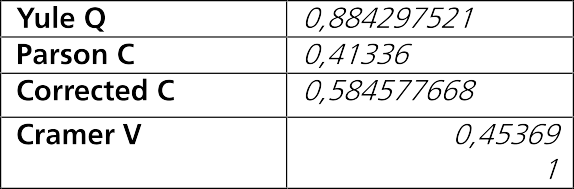 Yule Q 0,884297521
Parson C 0,41336
Corrected C 0,584577668
Cramer V 0,45369
1